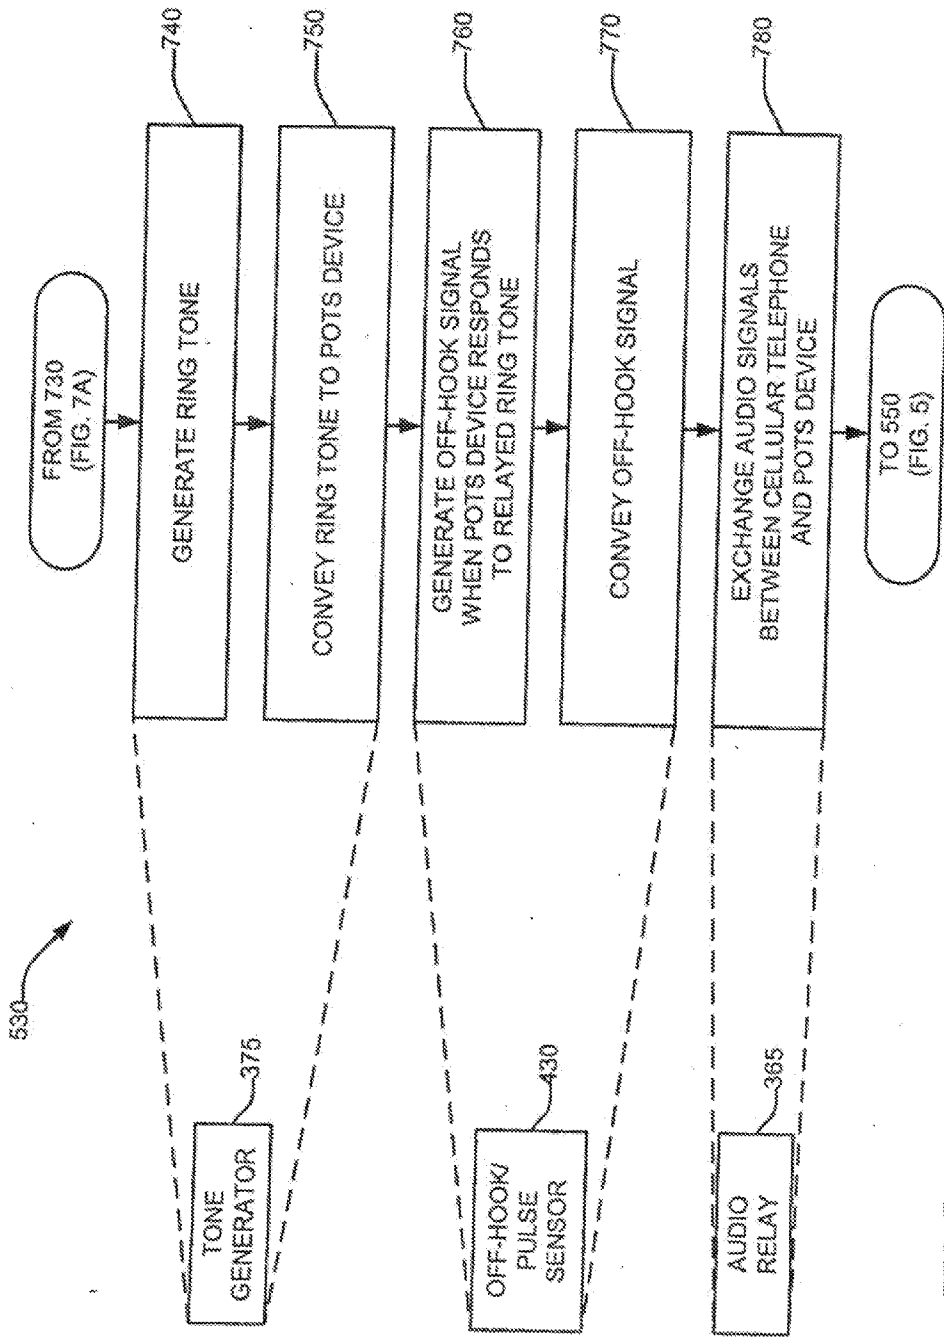 530
FROM 730
(FIG. 7A)
740
GENERATE RING TONE
750
CONVEY RING TONE TO POTS DEVICE
TONE
GENERATOR
375
760
GENERATE OFF-HOOK SIGNAL
WHEN POTS DEVICE RESPONDS
TO RELAYED RING TONE
770
CONVEY OFF-HOOK SIGNAL
OFF-HOOK/
PULSE
SENSOR
430
780
EXCHANGE AUDIO SIGNALS
BETWEEN CELLULAR TELEPHONE
AND POTS DEVICE
AUDIO
RELAY
365
TO 550
(FIG. 5)